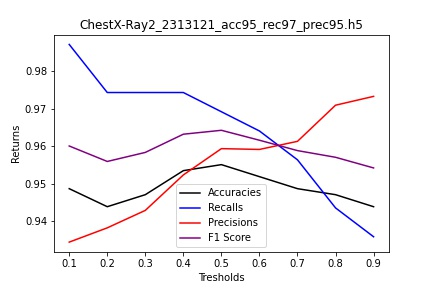 ChestX-Ray2_2313121_acc95_rec97_prec95.h5
Returns
0.98
0.97
0.96
0.95
0.94
Accuracies
Recalls
Precisions
F1 Score
0.1 0.2 0.3 0.4 0.5 0.6 0.7 0.8 0.9
Tresholds